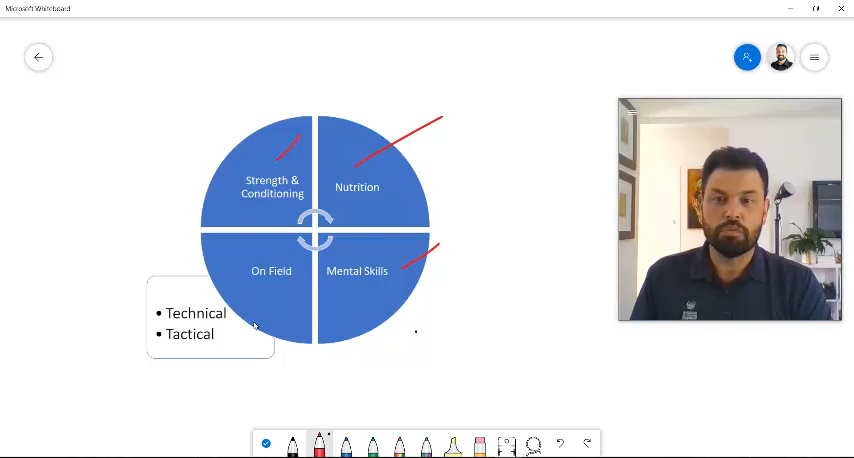 Microsoft Whiteboard
Strength &
Conditioning
Nutrition
On Field
Mental Skills
• Technical
• Tactical